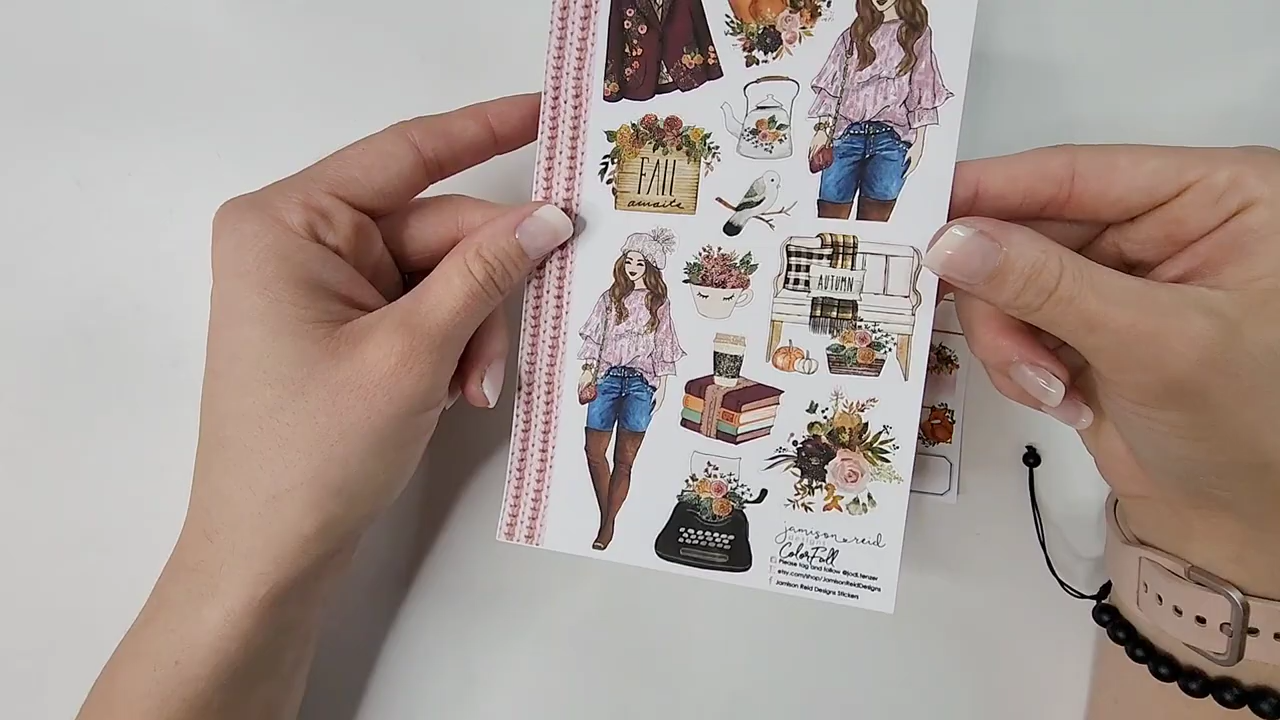 FAll
awaits
AUTUMN
jamison reid
designs
ColorFall
Please tag and follow @jodi.tenzer
etsy.com/shop/JamisonReidDesigns
Jamison Reid Designs Stickers